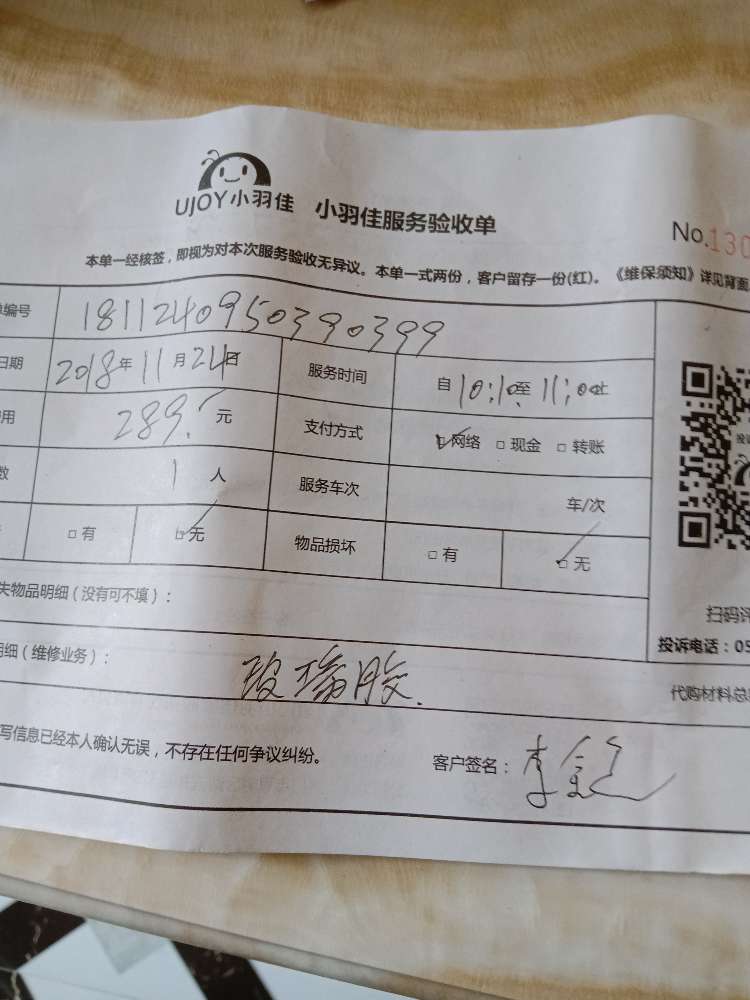 UJOY小羽佳 小羽佳服务验收单
No.130
本单一经核签，即视为对本次服务验收无异议。本单一式两份，客户留存一份(红)。《维保须知》详见背面
编号 1811240950390399
日期 2018年11月24日 服务时间 自10:10至11:00止
用 289.元 支付方式 网络 现金 转账
数 1人 服务车次 车/次
有 无 物品损坏 有 无
失物品明细（没有可不填）：
扫码评
投诉电话：05
明细（维修业务）： 玻璃胶.
代购材料总
写信息已经本人确认无误，不存在任何争议纠纷。 客户签名：李